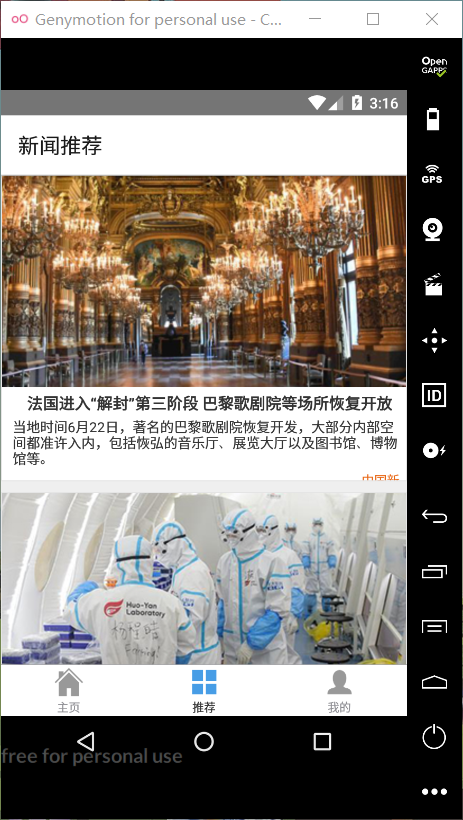 Genymotion for personal use - C...
Open
GAPPS
3:16
新闻推荐
GPS
ID
法国进入“解封”第三阶段 巴黎歌剧院等场所恢复开放
当地时间6月22日，著名的巴黎歌剧院恢复开发，大部分内部空
间都准许入内，包括恢弘的音乐厅、展览大厅以及图书馆、博物
馆等。
中国新
Huo-Yan
Laboratory
主页
推荐
我的
free for personal use